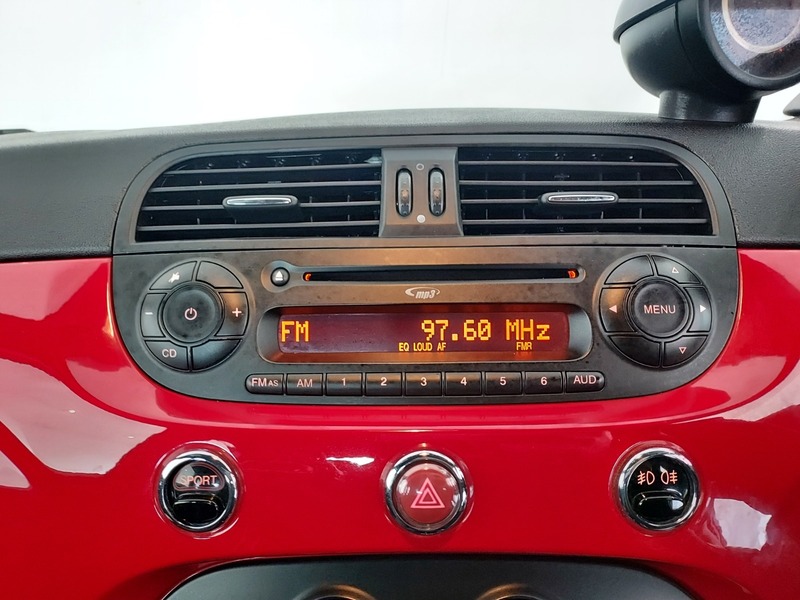 mp3
FM 97.60 MHz
EQ LOUD AF FMR
- + CD
MENU
FMAS AM 1 2 3 4 5 6 AUD
SPORT